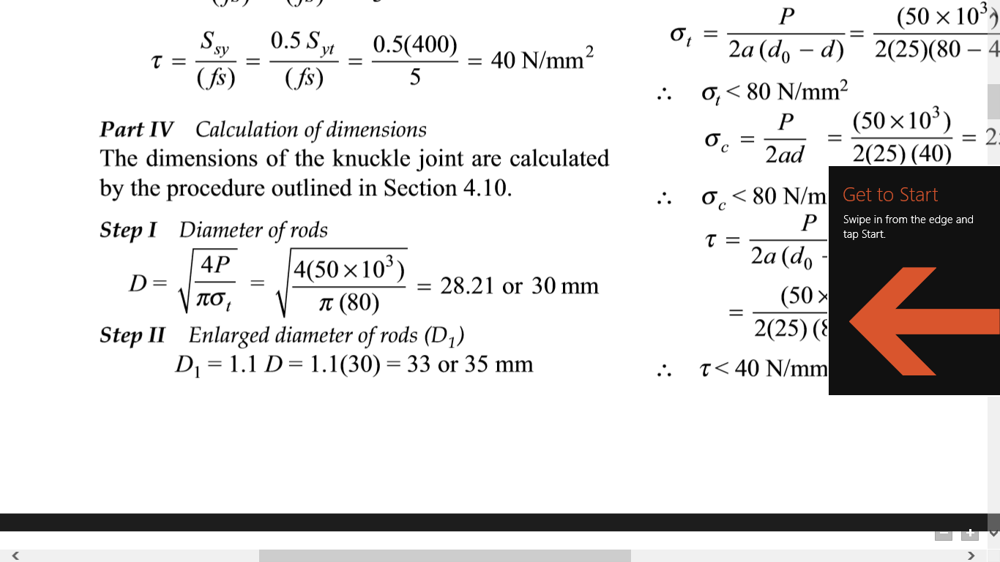 τ = S_sy / (fs) = 0.5 S_yt / (fs) = 0.5(400) / 5 = 40 N/mm²
Part IV Calculation of dimensions
The dimensions of the knuckle joint are calculated
by the procedure outlined in Section 4.10.
Step I Diameter of rods
D = √(4P / πσ_t) = √(4(50 × 10³) / π (80)) = 28.21 or 30 mm
Step II Enlarged diameter of rods (D₁)
D₁ = 1.1 D = 1.1(30) = 33 or 35 mm
σ_t = P / 2a (d₀ − d) = (50 × 10³) / 2(25)(80 − 4
∴ σ_t < 80 N/mm²
σ_c = P / 2ad = (50 × 10³) / 2(25) (40) = 2
∴ σ_c < 80 N/m
τ = P / 2a (d₀ -
= (50 × / 2(25) (8
∴ τ < 40 N/mm
Get to Start
Swipe in from the edge and
tap Start.